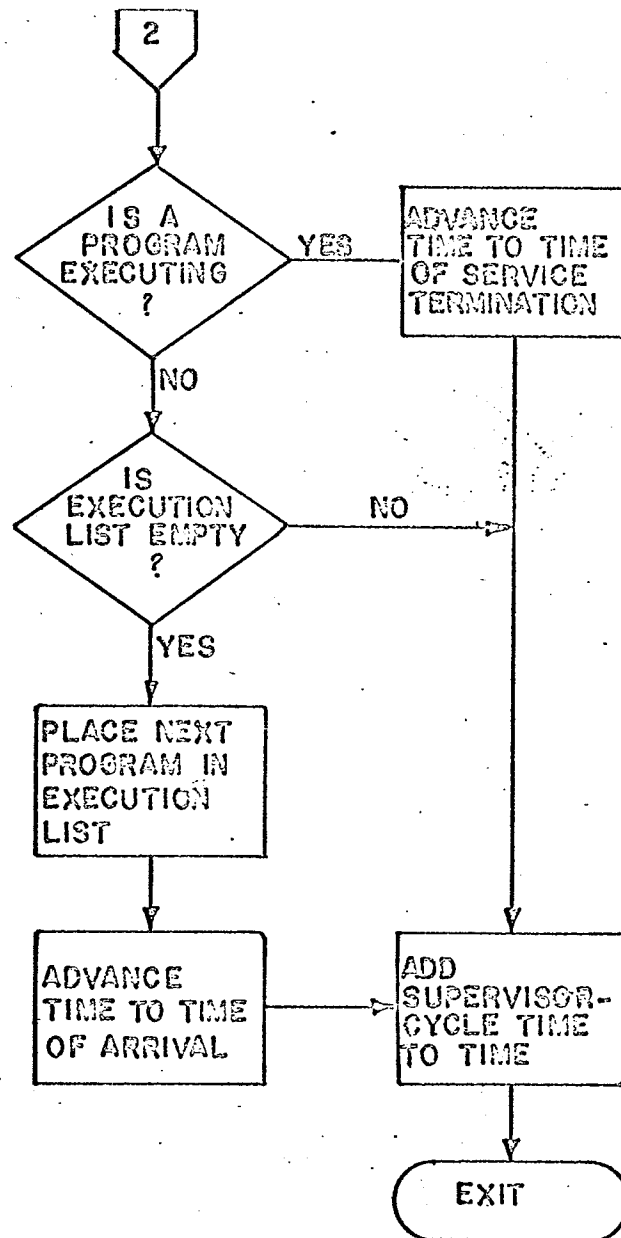 2
IS A
PROGRAM
EXECUTING
?
YES
ADVANCE
TIME TO TIME
OF SERVICE
TERMINATION
NO
IS
EXECUTION
LIST EMPTY
?
NO
YES
PLACE NEXT
PROGRAM IN
EXECUTION
LIST
ADVANCE
TIME TO TIME
OF ARRIVAL
ADD
SUPERVISOR-
CYCLE TIME
TO TIME
EXIT